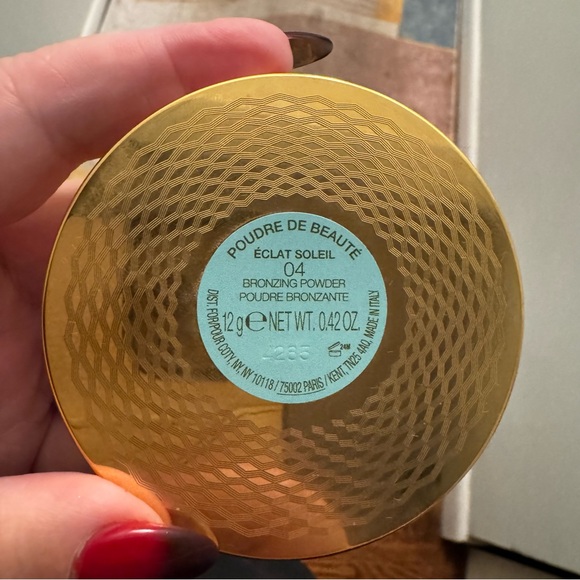 POUDRE DE BEAUTÉ
ÉCLAT SOLEIL
04
BRONZING POWDER
POUDRE BRONZANTE
12 g ℮ NET WT. 0.42 OZ.
24M
DIST. FOR/POUR COTY, NY, NY 10118 / 75002 PARIS / KENT, TN25 4AQ, MADE IN ITALY